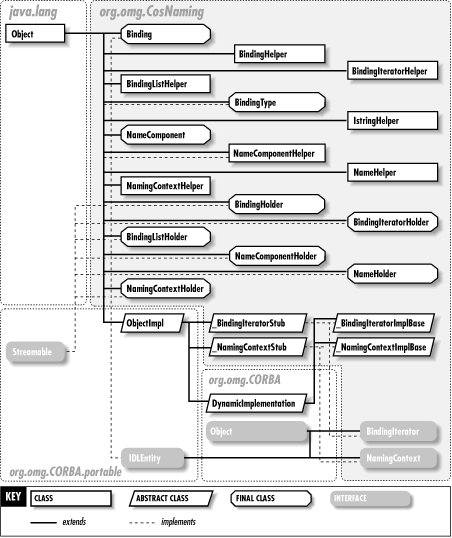 java.lang
org.omg.CosNaming
Object
Binding
BindingHelper
BindingIteratorHelper
BindingListHelper
BindingType
IstringHelper
NameComponent
NameComponentHelper
NameHelper
NamingContextHelper
BindingHolder
BindingIteratorHolder
BindingListHolder
NameComponentHolder
NameHolder
NamingContextHolder
ObjectImpl
_BindingIteratorStub
_BindingIteratorImplBase
Streamable
_NamingContextStub
_NamingContextImplBase
org.omg.CORBA
DynamicImplementation
Object
BindingIterator
IDLEntity
NamingContext
org.omg.CORBA.portable
KEY
CLASS
ABSTRACT CLASS
FINAL CLASS
INTERFACE
extends
implements